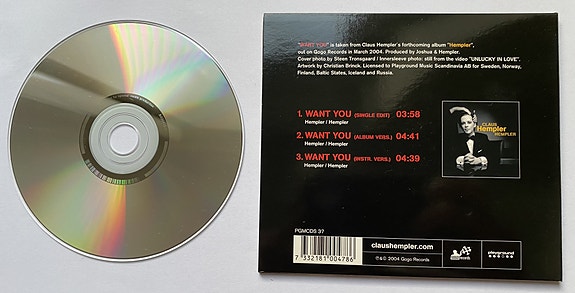 "WANT YOU" is taken from Claus Hempler's forthcoming album "Hempler",
out on Gogo Records in March 2004. Produced by Joshua & Hempler.
Cover photo by Steen Tronsgaard / Innersleeve photo: still from the video "UNLUCKY IN LOVE".
Artwork by Christian Brinck. Licensed to Playground Music Scandinavia AB for Sweden, Norway,
Finland, Baltic States, Iceland and Russia.
1. WANT YOU (SINGLE EDIT) 03:58
Hempler / Hempler
2. WANT YOU (ALBUM VERS.) 04:41
Hempler / Hempler
3. WANT YOU (INSTR. VERS.) 04:39
Hempler / Hempler
CLAUS
Hempler
HEMPLER
PGMCDS 37
7 332181 004786
claushempler.com
℗ & © 2004 Gogo Records
playground